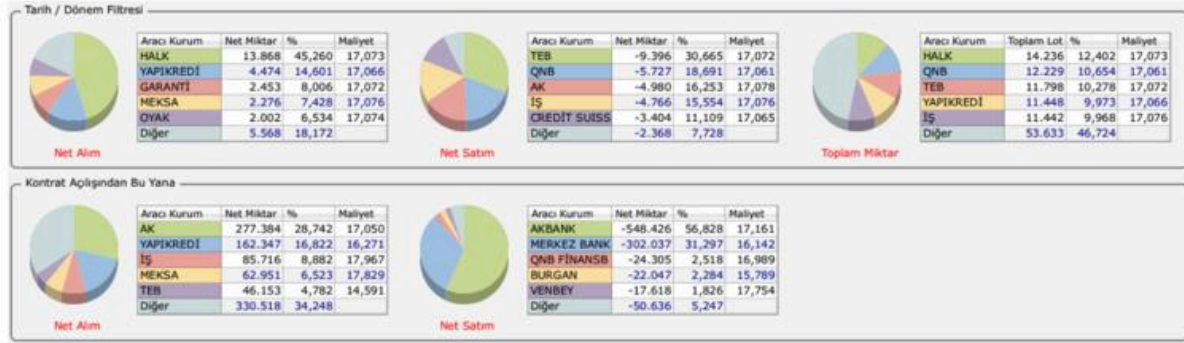 Tarih / Dönem Filtresi
Aracı Kurum Net Miktar % Maliyet
HALK 13.868 45,260 17,073
YAPIKREDİ 4.474 14,601 17,066
GARANTİ 2.453 8,006 17,072
MEKSA 2.276 7,428 17,076
OYAK 2.002 6,534 17,074
Diğer 5.568 18,172
Net Alım
Aracı Kurum Net Miktar % Maliyet
TEB -9.396 30,665 17,072
QNB -5.727 18,691 17,061
AK -4.980 16,253 17,078
İŞ -4.766 15,554 17,076
CREDİT SUISS -3.404 11,109 17,065
Diğer -2.368 7,728
Net Satım
Aracı Kurum Toplam Lot % Maliyet
HALK 14.236 12,402 17,073
QNB 12.229 10,654 17,061
TEB 11.798 10,278 17,072
YAPIKREDİ 11.448 9,973 17,066
İŞ 11.442 9,968 17,076
Diğer 53.633 46,724
Toplam Miktar
Kontrat Açılışından Bu Yana
Aracı Kurum Net Miktar % Maliyet
AK 277.384 28,742 17,050
YAPIKREDİ 162.347 16,822 16,271
İŞ 85.716 8,882 17,967
MEKSA 62.951 6,523 17,829
TEB 46.153 4,782 14,591
Diğer 330.518 34,248
Net Alım
Aracı Kurum Net Miktar % Maliyet
AKBANK -548.426 56,828 17,161
MERKEZ BANK -302.037 31,297 16,142
QNB FİNANSB -24.305 2,518 16,989
BURGAN -22.047 2,284 15,789
VENBEY -17.618 1,826 17,754
Diğer -50.636 5,247
Net Satım